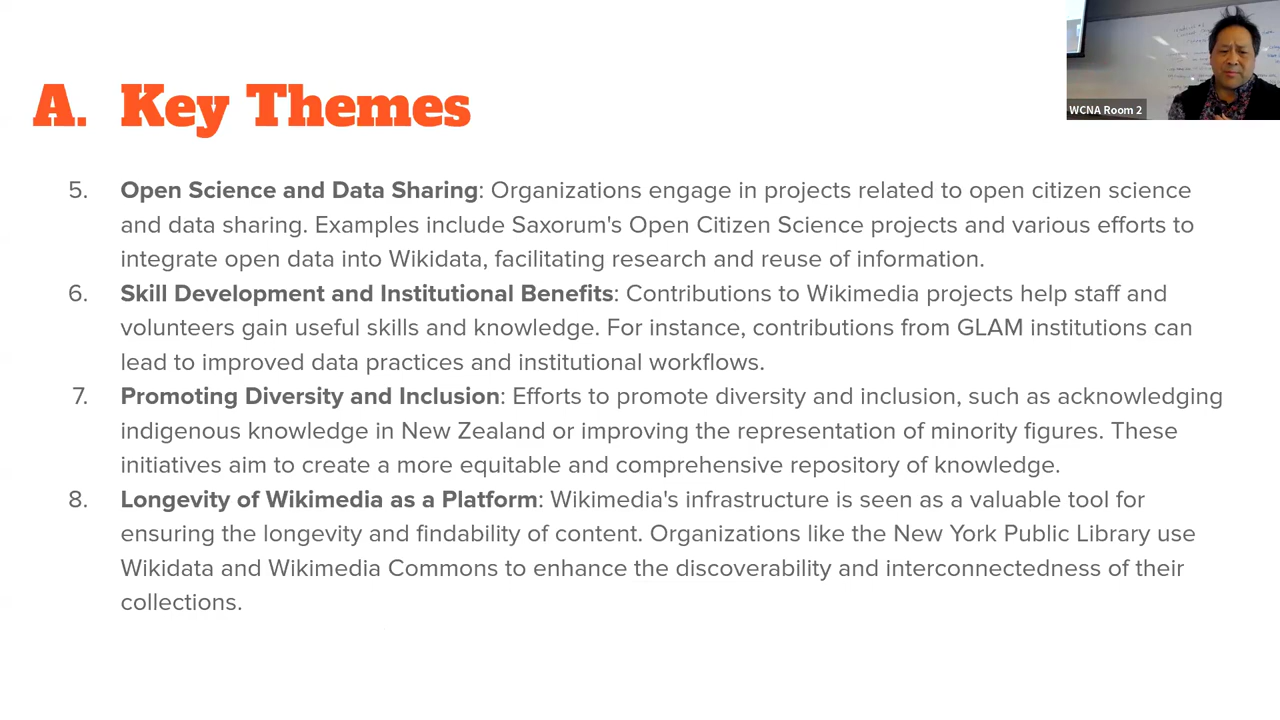 A. Key Themes
WCNA Room 2
5. Open Science and Data Sharing: Organizations engage in projects related to open citizen science
and data sharing. Examples include Saxorum's Open Citizen Science projects and various efforts to
integrate open data into Wikidata, facilitating research and reuse of information.
6. Skill Development and Institutional Benefits: Contributions to Wikimedia projects help staff and
volunteers gain useful skills and knowledge. For instance, contributions from GLAM institutions can
lead to improved data practices and institutional workflows.
7. Promoting Diversity and Inclusion: Efforts to promote diversity and inclusion, such as acknowledging
indigenous knowledge in New Zealand or improving the representation of minority figures. These
initiatives aim to create a more equitable and comprehensive repository of knowledge.
8. Longevity of Wikimedia as a Platform: Wikimedia's infrastructure is seen as a valuable tool for
ensuring the longevity and findability of content. Organizations like the New York Public Library use
Wikidata and Wikimedia Commons to enhance the discoverability and interconnectedness of their
collections.